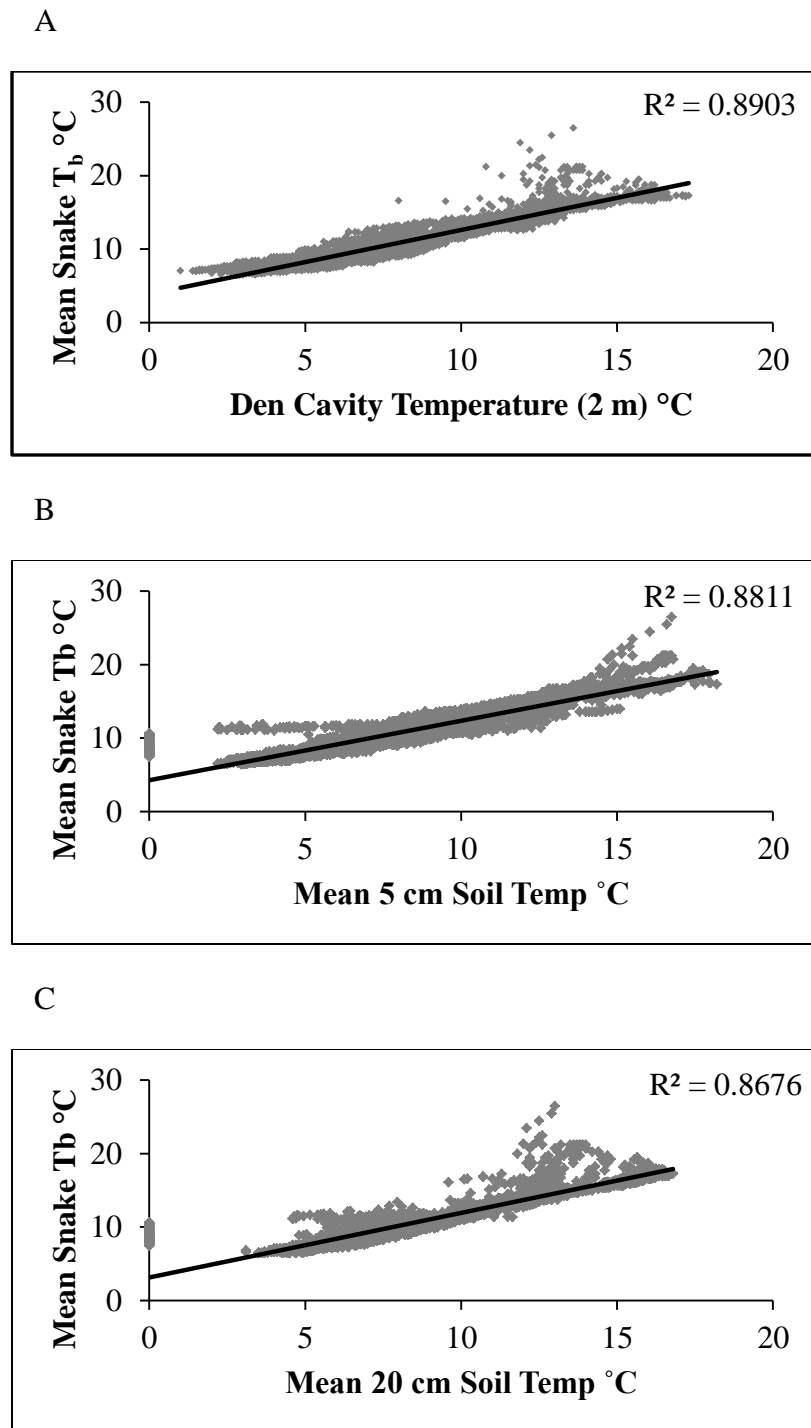 A
30
20
10
0
Mean Snake T_b °C
R² = 0.8903
0 5 10 15 20
Den Cavity Temperature (2 m) °C
B
30
20
10
0
Mean Snake Tb °C
R² = 0.8811
0 5 10 15 20
Mean 5 cm Soil Temp ˚C
C
30
20
10
0
Mean Snake Tb °C
R² = 0.8676
0 5 10 15 20
Mean 20 cm Soil Temp ˚C